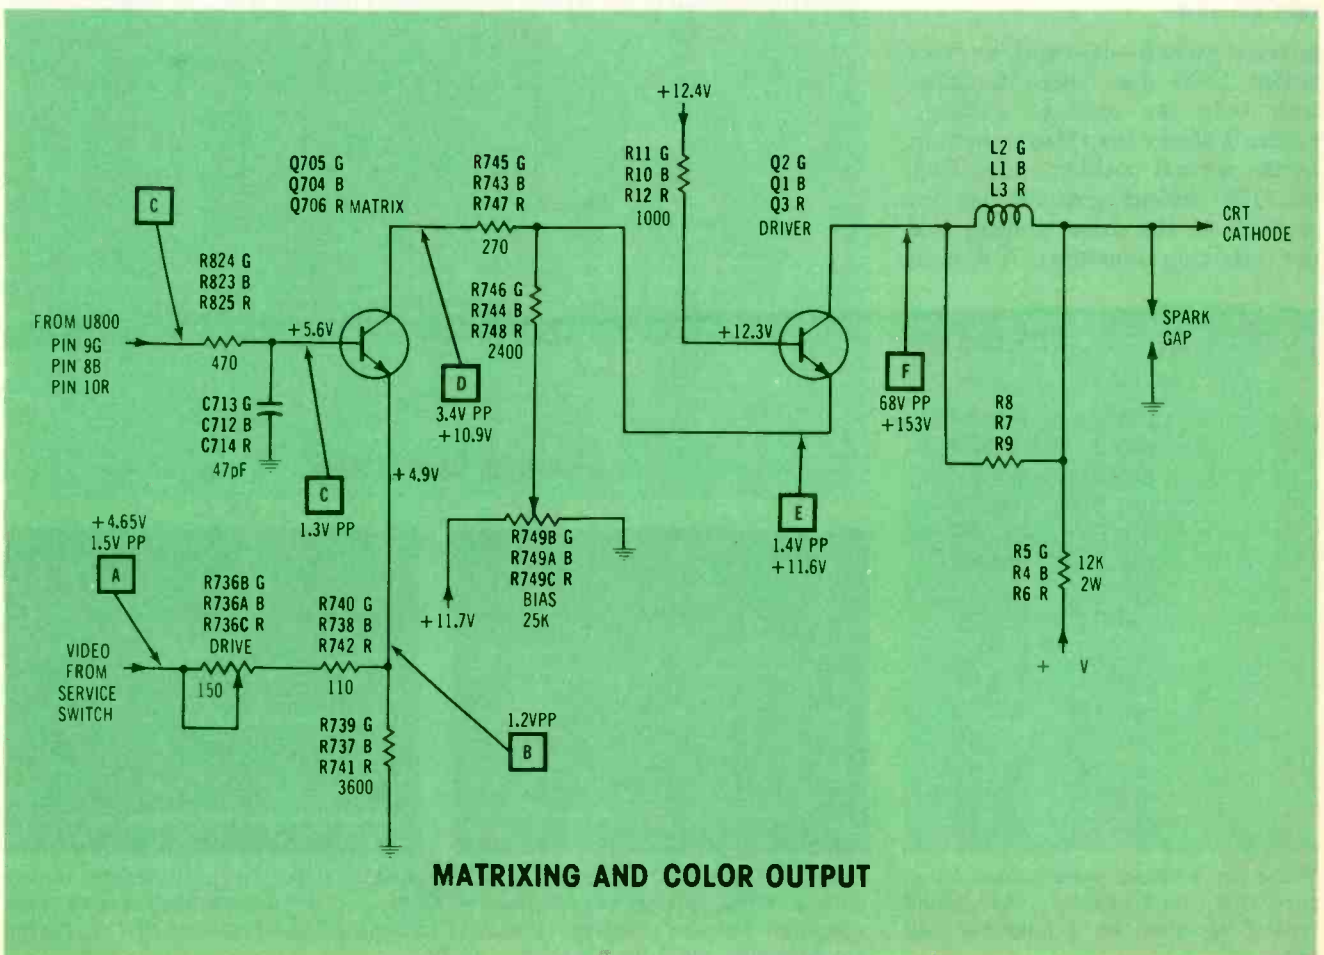 +12.4V
Q705 G
Q704 B
Q706 R MATRIX
R745 G
R743 B
R747 R
270
R11 G
R10 B
R12 R
1000
Q2 G
Q1 B
Q3 R
DRIVER
L2 G
L1 B
L3 R
CRT
CATHODE
C
R824 G
R823 B
R825 R
470
FROM U800
PIN 9G
PIN 8B
PIN 10R
+5.6V
R746 G
R744 B
R748 R
2400
+12.3V
SPARK
GAP
C713 G
C712 B
C714 R
47pF
D
3.4V PP
+10.9V
F
68V PP
+153V
R8
R7
R9
+4.9V
C
1.3V PP
E
1.4V PP
+11.6V
+4.65V
1.5V PP
A
R749B G
R749A B
R749C R
BIAS
25K
+11.7V
R5 G
R4 B
R6 R
12K
2W
+ V
R736B G
R736A B
R736C R
DRIVE
150
R740 G
R738 B
R742 R
110
VIDEO
FROM
SERVICE
SWITCH
1.2VPP
B
R739 G
R737 B
R741 R
3600
MATRIXING AND COLOR OUTPUT